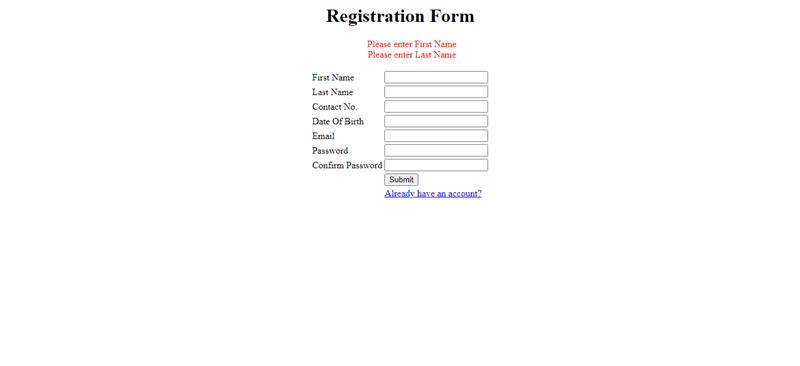 Registration Form
Please enter First Name
Please enter Last Name
First Name
Last Name
Contact No.
Date Of Birth
Email
Password
Confirm Password
Submit
Already have an account?